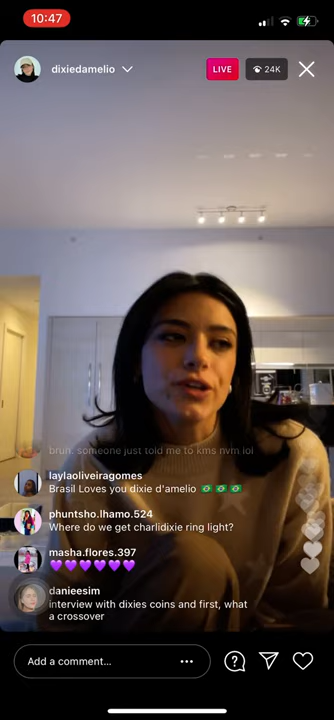 10:47
dixiedamelio
LIVE
24K
bruh. someone just told me to kms nvm lol
laylaoliveiragomes
Brasil Loves you dixie d'amelio 🇧🇷 🇧🇷 🇧🇷
phuntsho.lhamo.524
Where do we get charlidixie ring light?
masha.flores.397
💜💜💜💜💜💜
danieesim
interview with dixies coins and first, what
a crossover
Add a comment...